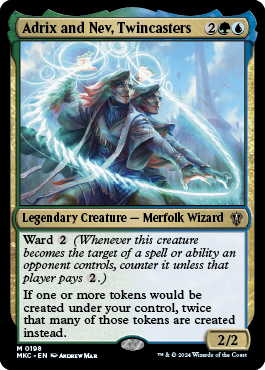 Adrix and Nev, Twincasters 2
Legendary Creature — Merfolk Wizard
Ward 2 (Whenever this creature
becomes the target of a spell or ability an
opponent controls, counter it unless that
player pays 2.)
If one or more tokens would be
created under your control, twice
that many of those tokens are created
instead.
2/2
M 0198
MKC • EN Andrew Mar
™ & © 2024 Wizards of the Coast